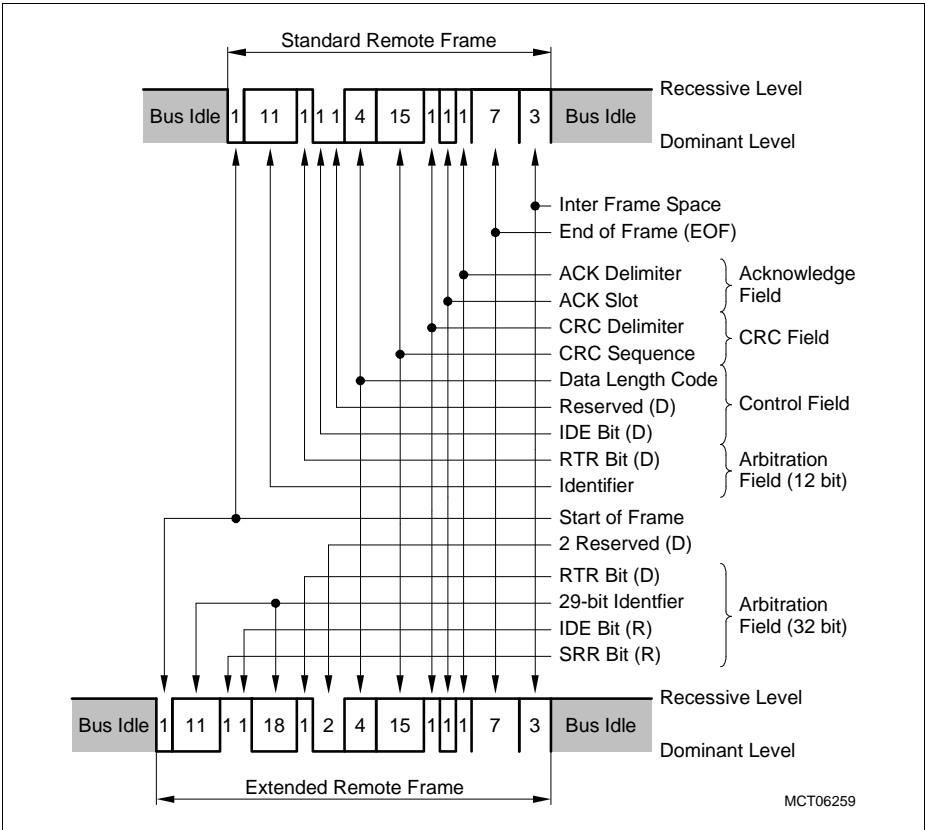 Standard Remote Frame
Recessive Level
Bus Idle 1 11 1 1 1 4 15 1 1 1 7 3 Bus Idle
Dominant Level
Inter Frame Space
End of Frame (EOF)
ACK Delimiter
Acknowledge
Field
ACK Slot
CRC Delimiter
CRC Field
CRC Sequence
Data Length Code
Reserved (D)
Control Field
IDE Bit (D)
RTR Bit (D)
Arbitration
Field (12 bit)
Identifier
Start of Frame
2 Reserved (D)
RTR Bit (D)
29-bit Identfier
Arbitration
Field (32 bit)
IDE Bit (R)
SRR Bit (R)
Recessive Level
Bus Idle 1 11 1 1 18 1 2 4 15 1 1 1 7 3 Bus Idle
Dominant Level
Extended Remote Frame
MCT06259